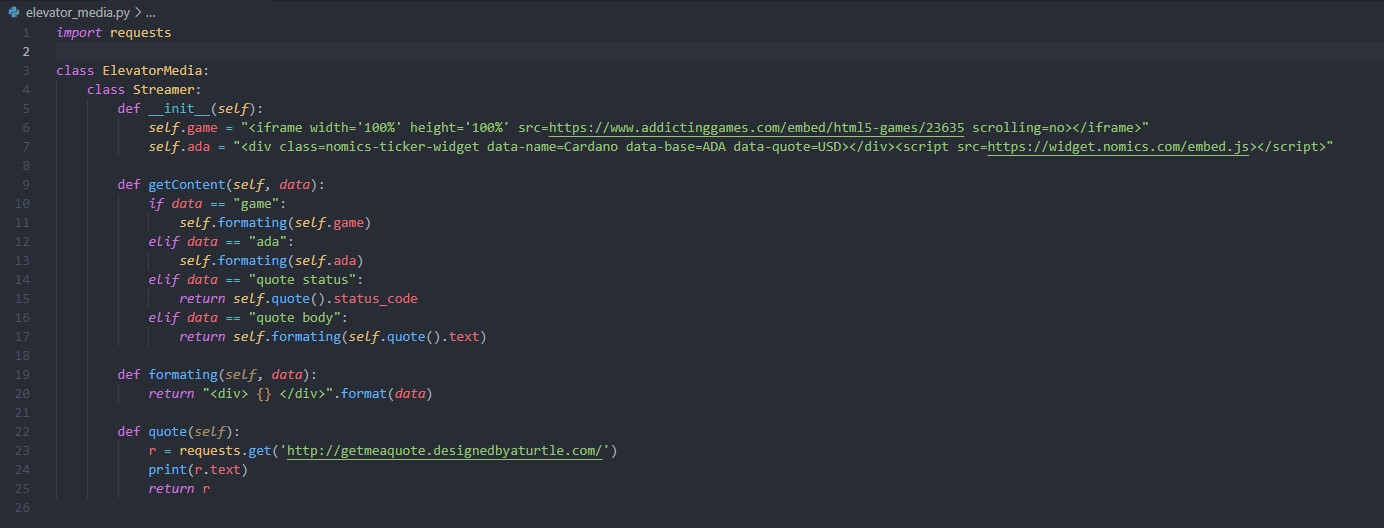 elevator_media.py > ...
1 import requests
2
3 class ElevatorMedia:
4     class Streamer:
5         def __init__(self):
6             self.game = "<iframe width='100%' height='100%' src=https://www.addictinggames.com/embed/html5-games/23635 scrolling=no></iframe>"
7             self.ada = "<div class=nomics-ticker-widget data-name=Cardano data-base=ADA data-quote=USD></div><script src=https://widget.nomics.com/embed.js></script>"
8
9         def getContent(self, data):
10             if data == "game":
11                 self.formating(self.game)
12             elif data == "ada":
13                 self.formating(self.ada)
14             elif data == "quote status":
15                 return self.quote().status_code
16             elif data == "quote body":
17                 return self.formating(self.quote().text)
18
19         def formating(self, data):
20             return "<div> {} </div>".format(data)
21
22         def quote(self):
23             r = requests.get('http://getmeaquote.designedbyaturtle.com/')
24             print(r.text)
25             return r
26